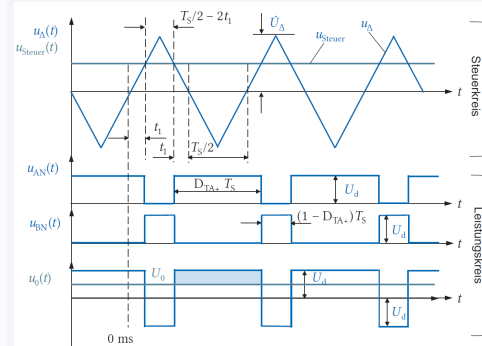 u_Δ(t)
T_S/2 – 2t_1
Û_Δ
u_Steuer
u_Δ
u_Steuer(t)
t
Steuerkreis
t_1
t_1
T_S/2
u_AN(t)
D_TA+ T_S
U_d
t
u_BN(t)
(1 – D_TA+)T_S
U_d
t
Leistungskreis
u_0(t)
U_0
U_d
t
U_d
0 ms